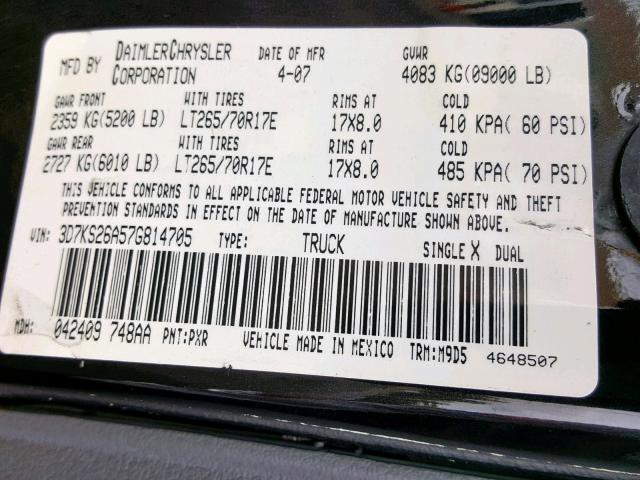 MFD BY DAIMLERCHRYSLER CORPORATION DATE OF MFR 4-07 GVWR 4083 KG(09000 LB)
GAWR FRONT WITH TIRES RIMS AT COLD
2359 KG(5200 LB) LT265/70R17E 17X8.0 410 KPA( 60 PSI)
GAWR REAR WITH TIRES RIMS AT COLD
2727 KG(6010 LB) LT265/70R17E 17X8.0 485 KPA( 70 PSI)
THIS VEHICLE CONFORMS TO ALL APPLICABLE FEDERAL MOTOR VEHICLE SAFETY AND THEFT
PREVENTION STANDARDS IN EFFECT ON THE DATE OF MANUFACTURE SHOWN ABOVE.
VIN: 3D7KS26A57G814705 TYPE: TRUCK SINGLE X DUAL
MDH: 042409 748AA PNT:PXR VEHICLE MADE IN MEXICO TRM:M9D5 4648507